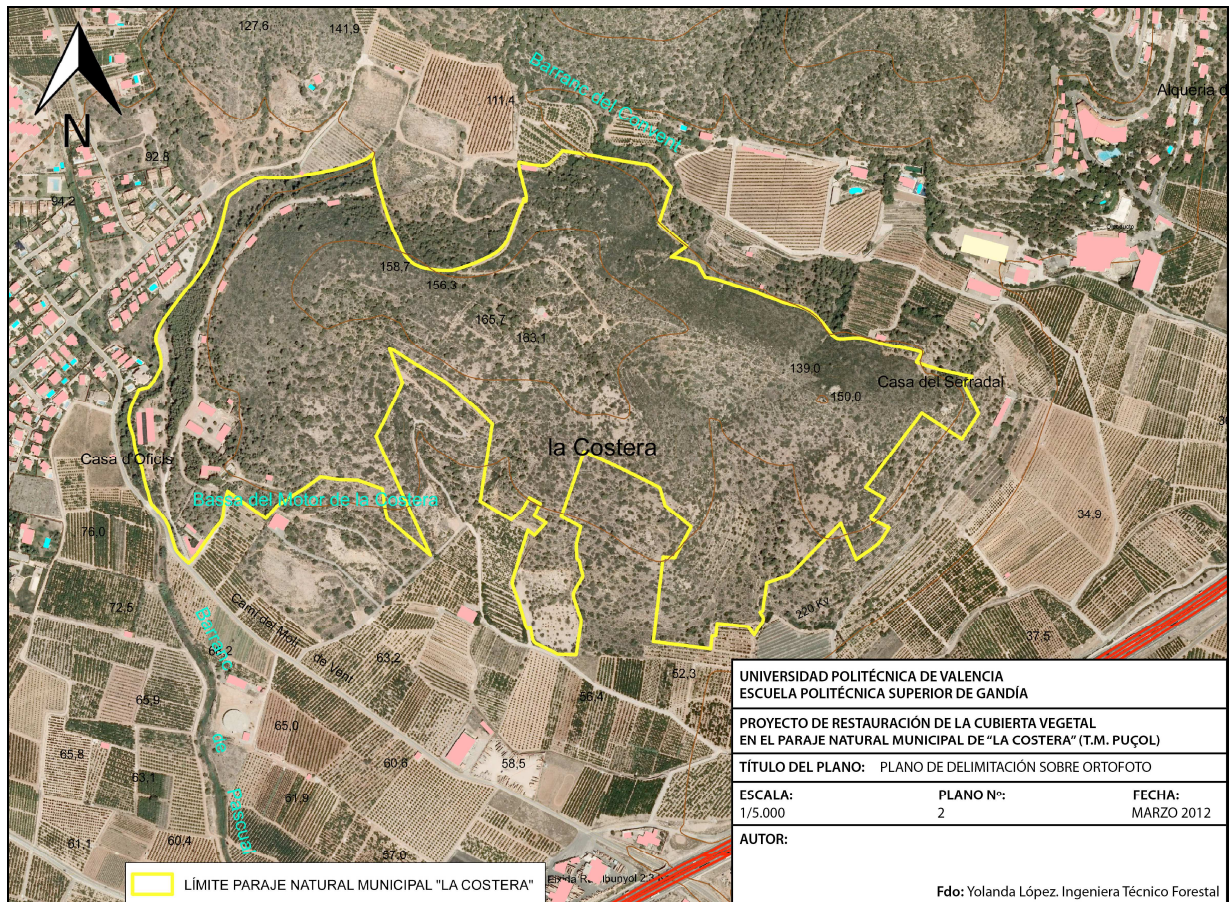 127,6
141,9
Barranc del Convent
111,4
Alquería d
N
92,8
94,2
158,7
156,3
165,7
163,1
139,0
150,0
Casa del Serradal
la Costera
Casa d'Oficis
Bassa del Motor de la Costera
76,0
34,9
72,5
220 Kv
37,5
Camí del Molí de Vent
63,2
52,3
56,4
65,9
65,0
65,8
60,6
58,5
63,1
61,9
61,1
60,4
57,0
Barranc de Pascual
UNIVERSIDAD POLITÉCNICA DE VALENCIA
ESCUELA POLITÉCNICA SUPERIOR DE GANDÍA
PROYECTO DE RESTAURACIÓN DE LA CUBIERTA VEGETAL
EN EL PARAJE NATURAL MUNICIPAL DE “LA COSTERA” (T.M. PUÇOL)
TÍTULO DEL PLANO: PLANO DE DELIMITACIÓN SOBRE ORTOFOTO
ESCALA: PLANO Nº: FECHA:
1/5.000 2 MARZO 2012
AUTOR:
Fdo: Yolanda López. Ingeniera Técnico Forestal
LÍMITE PARAJE NATURAL MUNICIPAL "LA COSTERA"